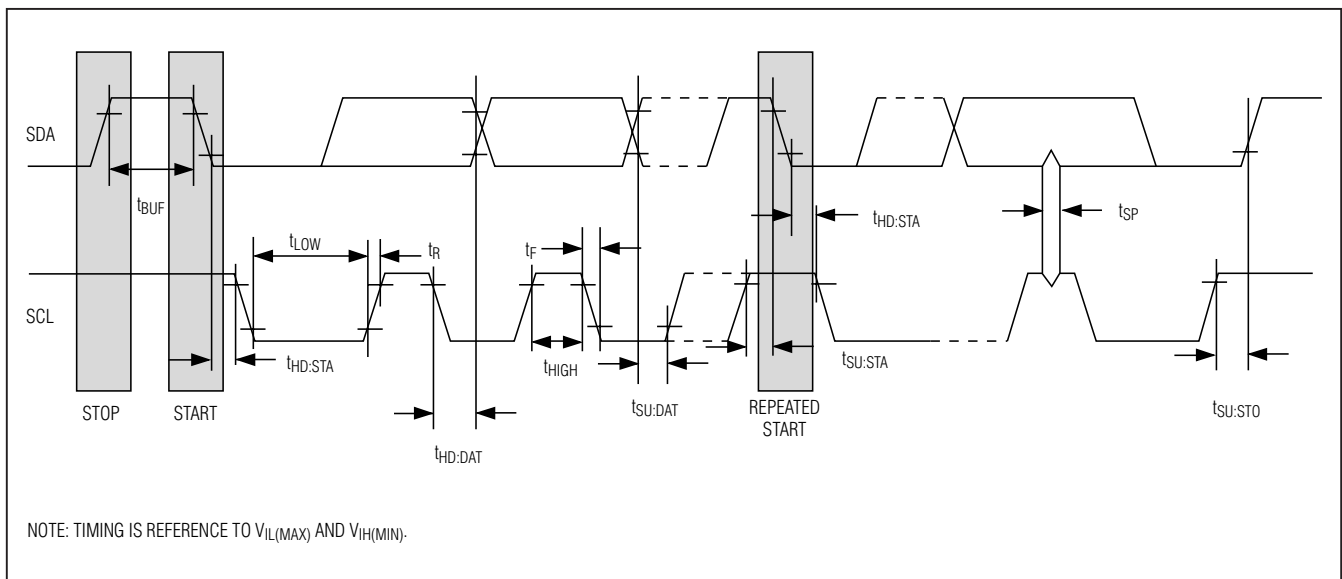 SDA
tBUF
tHD:STA
tSP
tLOW
tR
tF
SCL
tHD:STA
tHIGH
tSU:STA
STOP
START
tSU:DAT
REPEATED
START
tSU:STO
tHD:DAT
NOTE: TIMING IS REFERENCE TO VIL(MAX) AND VIH(MIN).